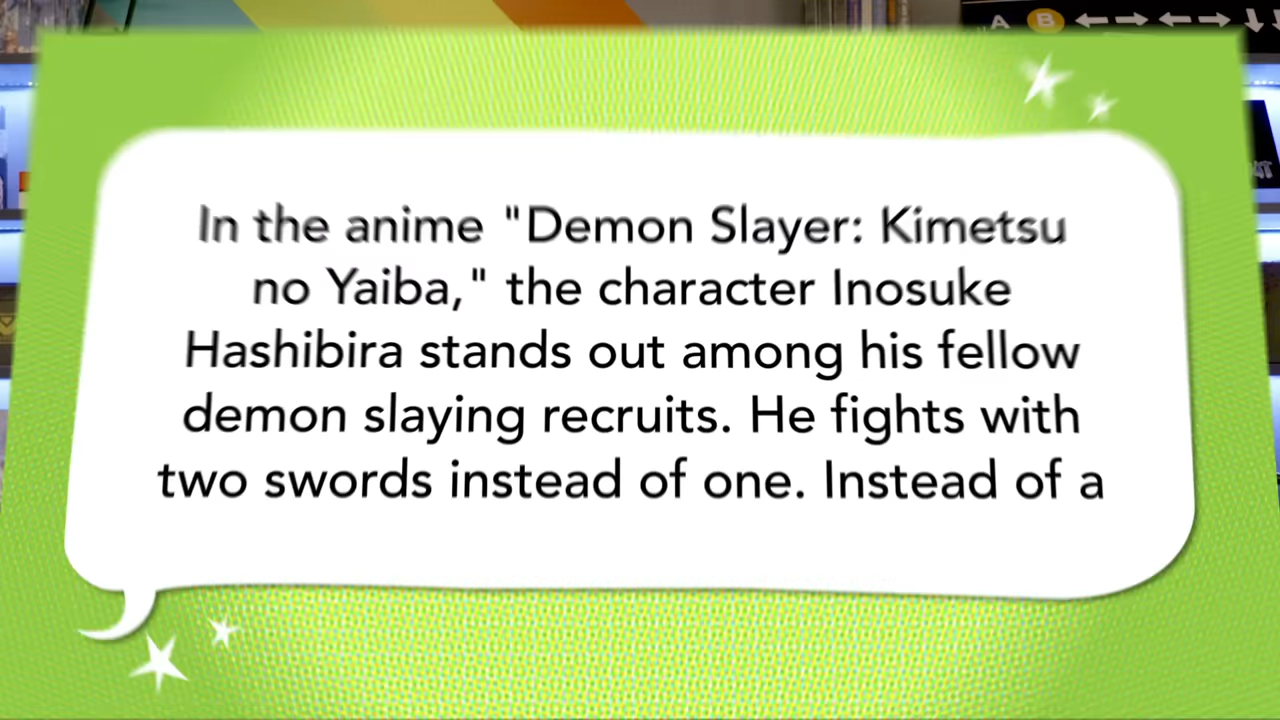 A B
In the anime "Demon Slayer: Kimetsu
no Yaiba," the character Inosuke
Hashibira stands out among his fellow
demon slaying recruits. He fights with
two swords instead of one. Instead of a